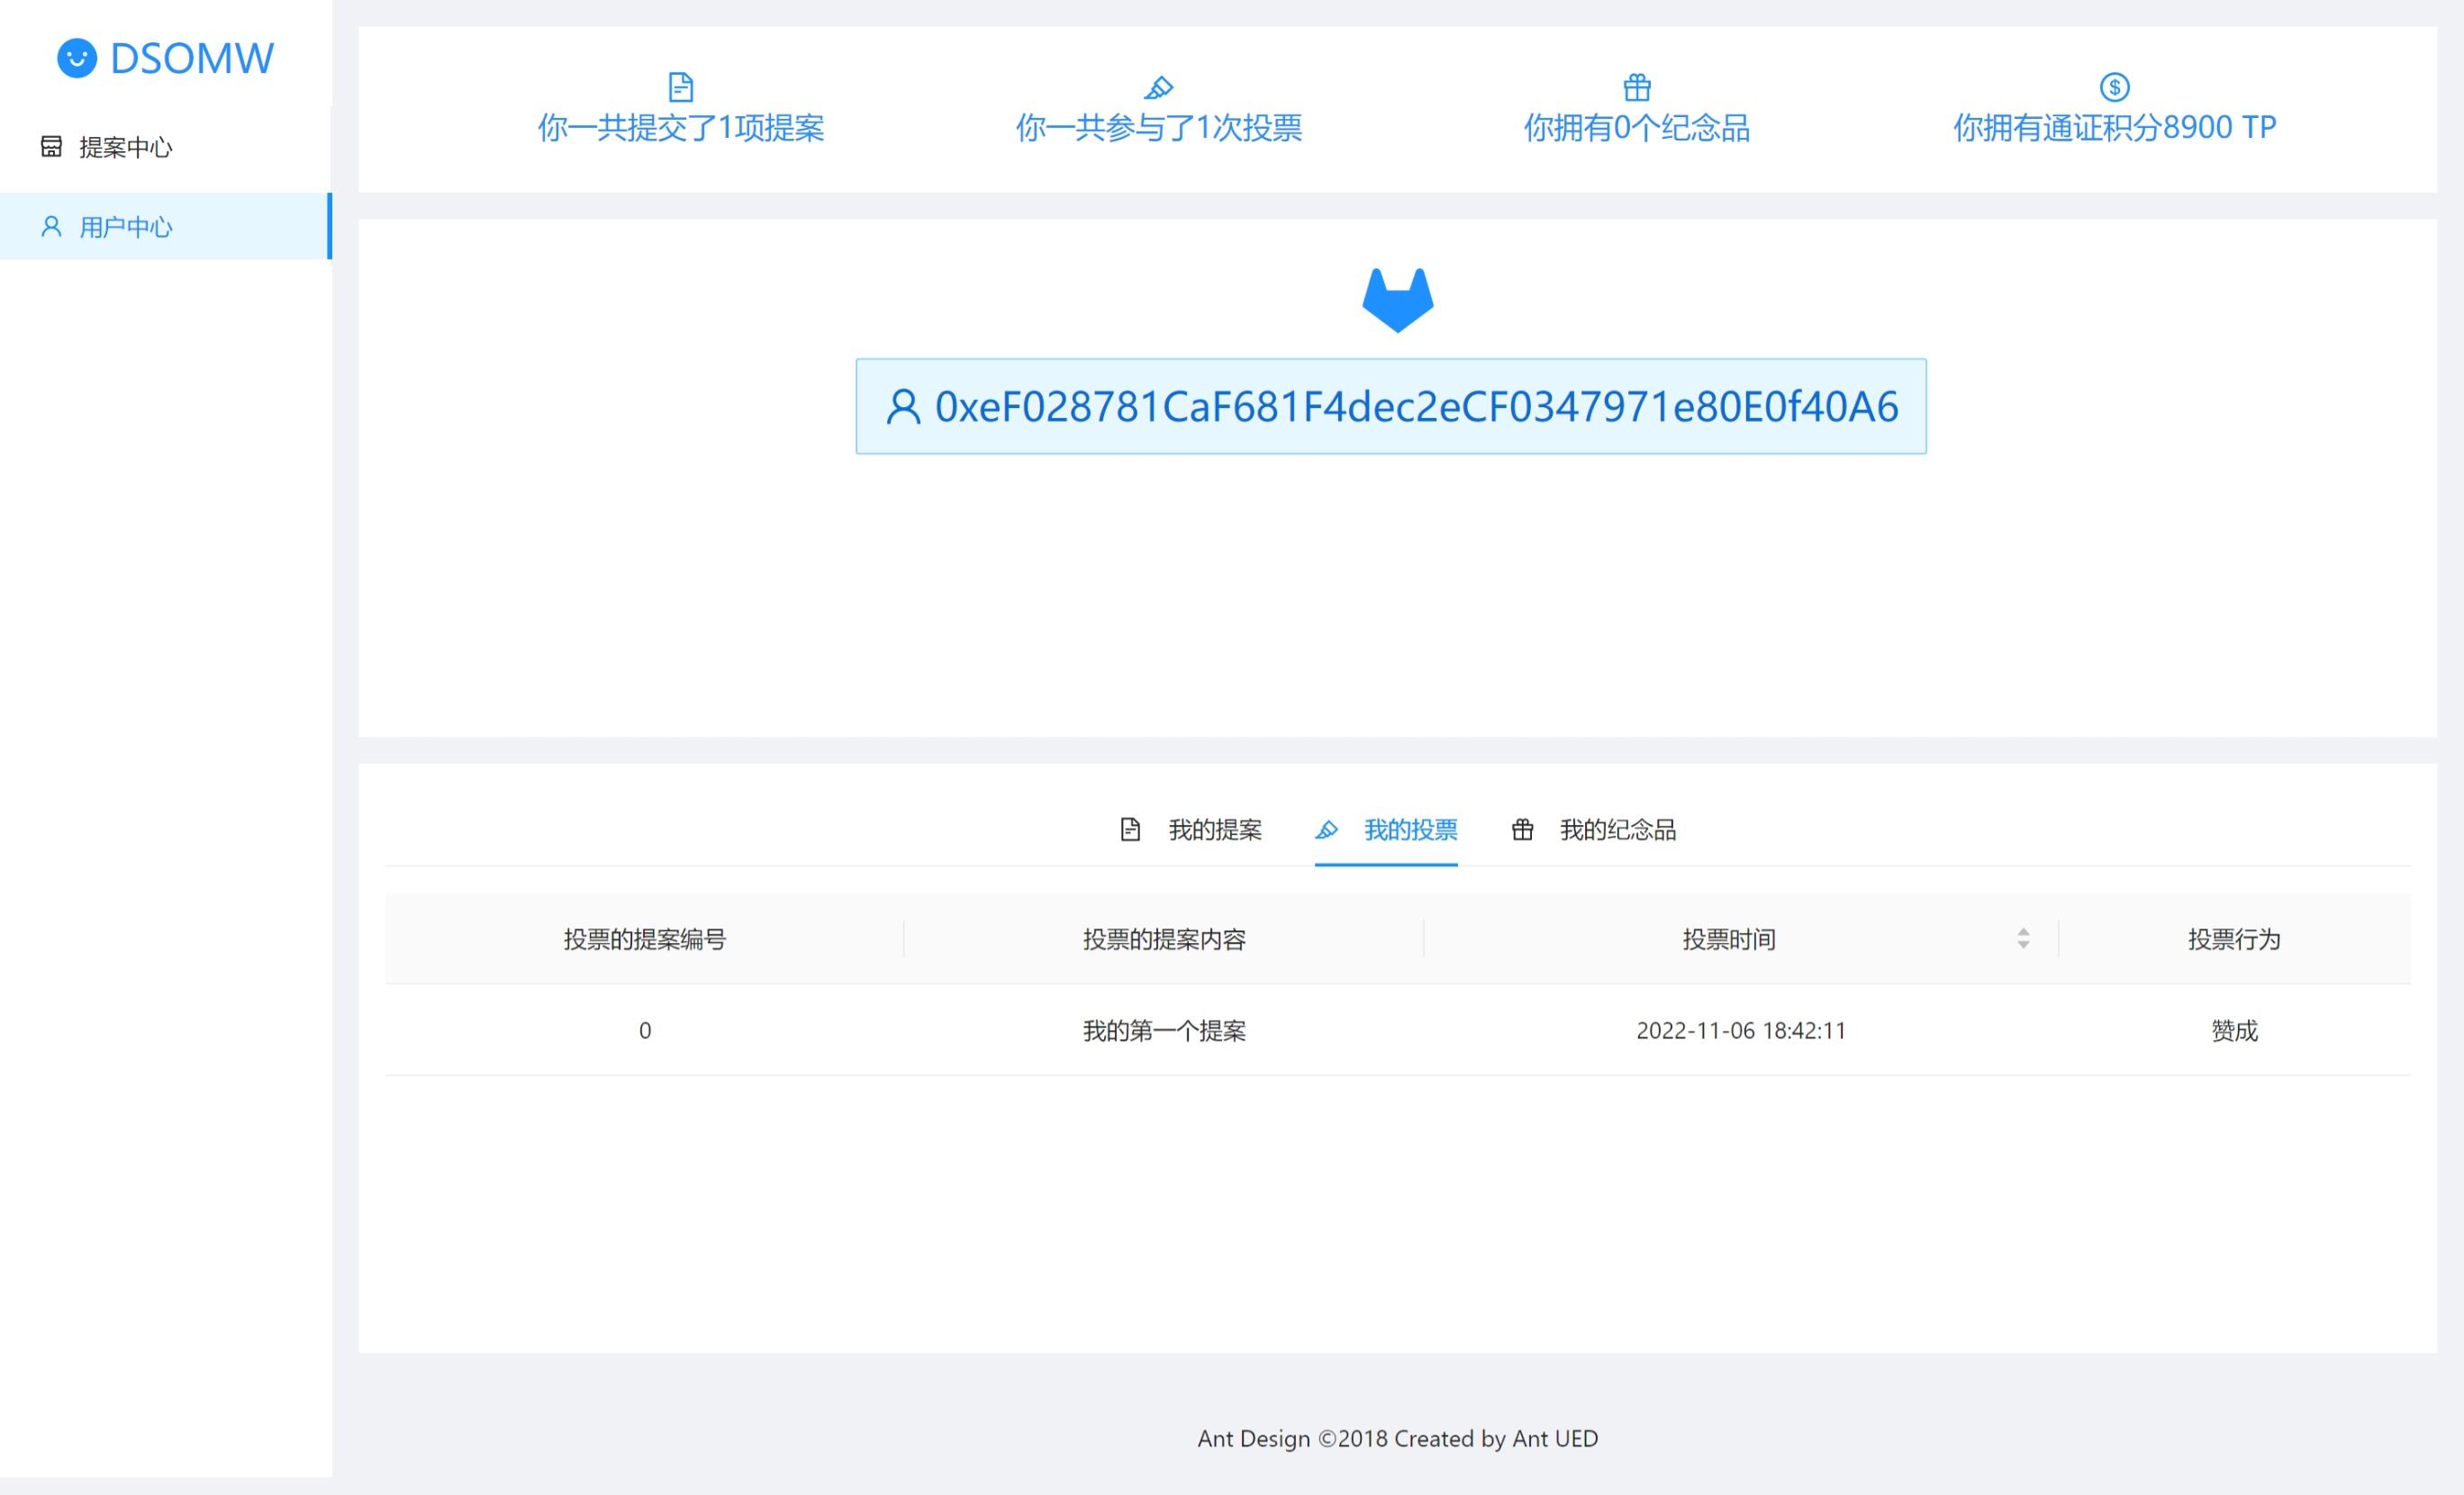 DSOMW
提案中心
用户中心
你一共提交了1项提案
你一共参与了1次投票
你拥有0个纪念品
你拥有通证积分8900 TP
0xeF028781CaF681F4dec2eCF0347971e80E0f40A6
我的提案 我的投票 我的纪念品
投票的提案编号 投票的提案内容 投票时间 投票行为
0 我的第一个提案 2022-11-06 18:42:11 赞成
Ant Design ©2018 Created by Ant UED